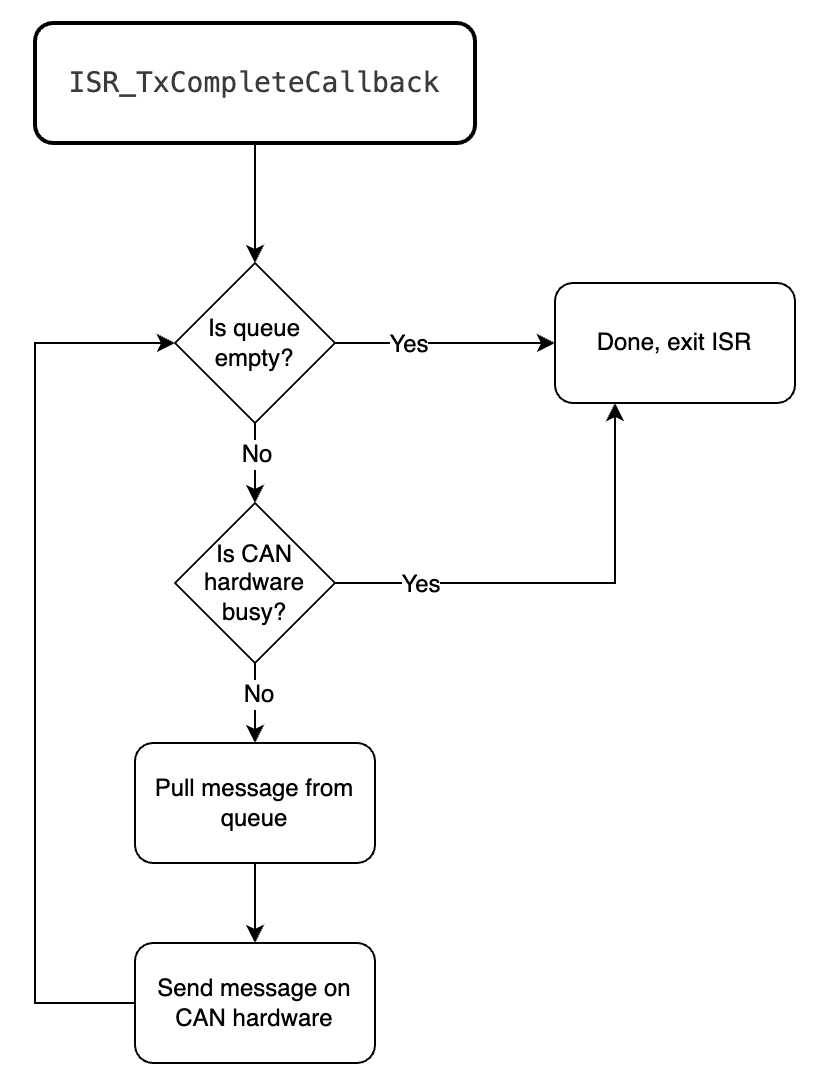 ISR_TxCompleteCallback
Is queue
empty?
Yes
Done, exit ISR
No
Is CAN
hardware
busy?
Yes
No
Pull message from
queue
Send message on
CAN hardware